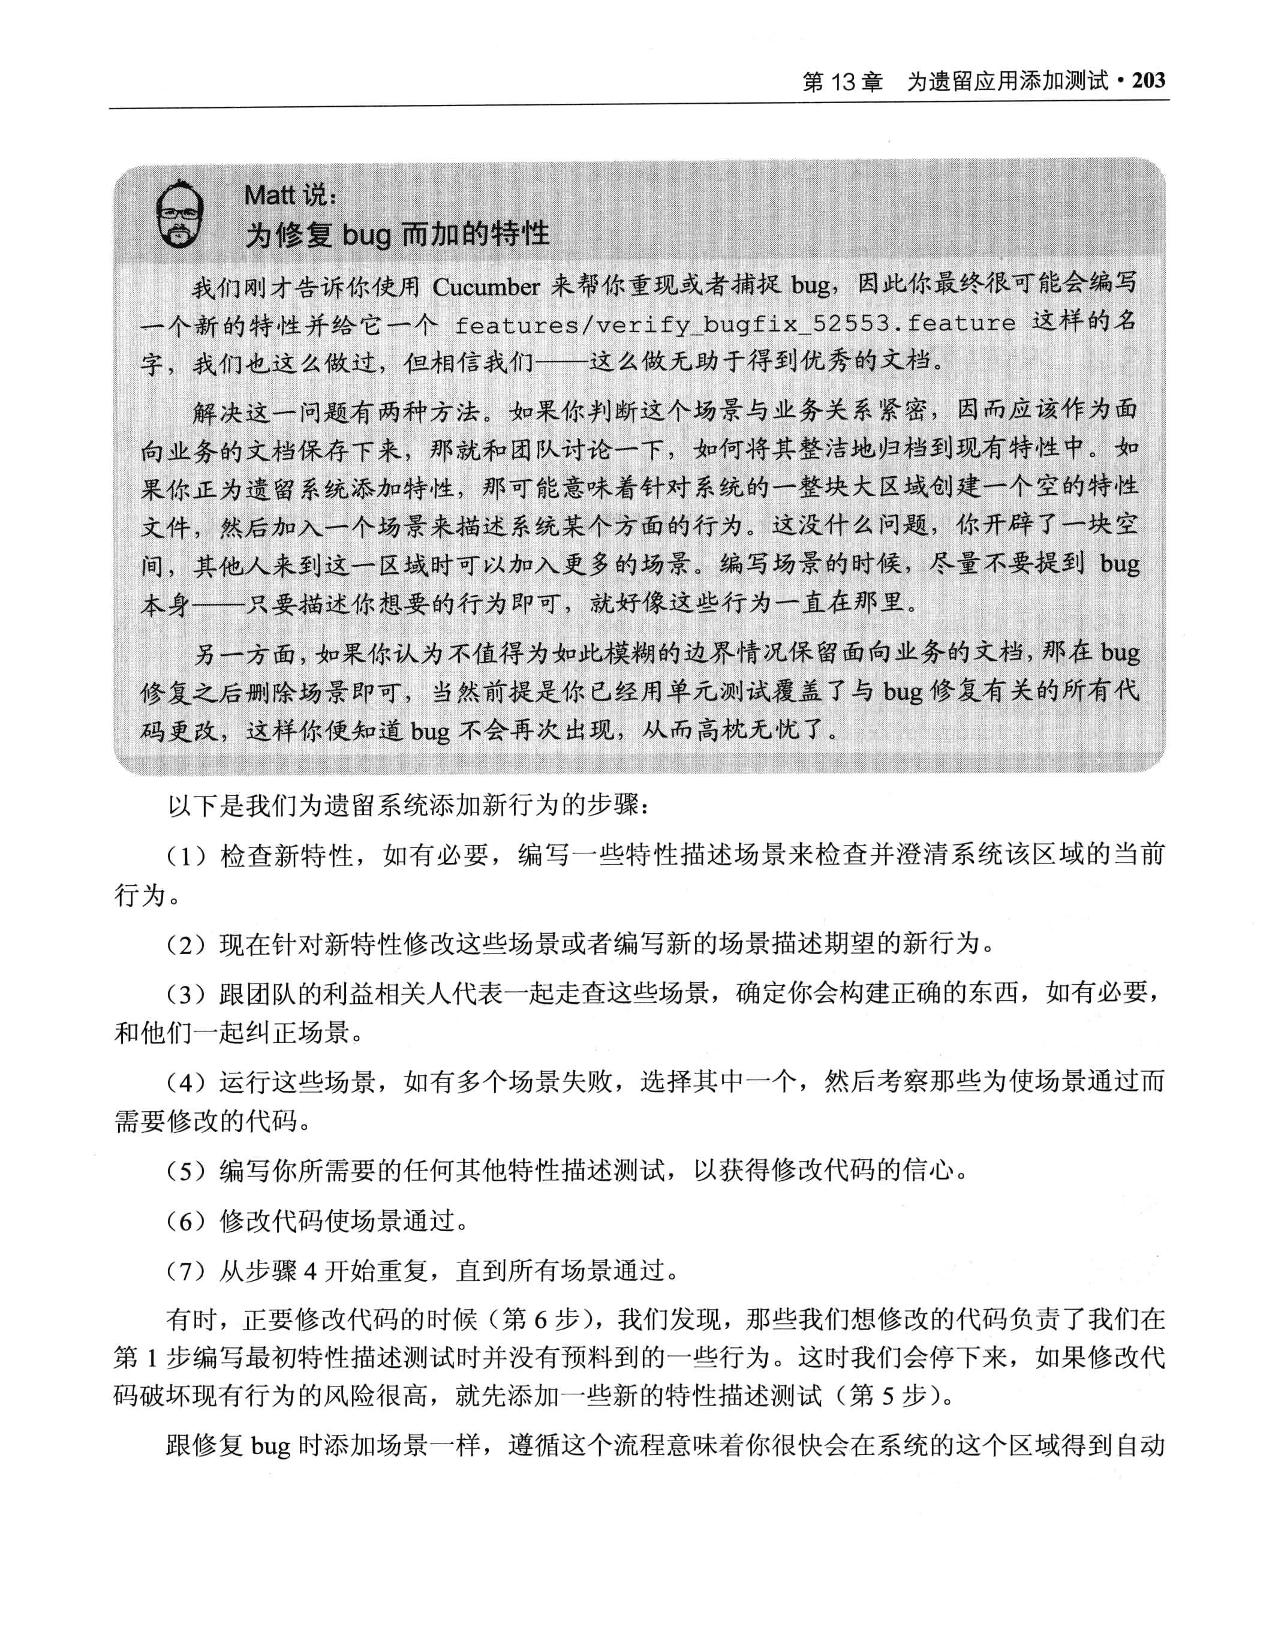 第 13 章　为遗留应用添加测试・203
Matt 说：
为修复 bug 而加的特性
我们刚才告诉你使用 Cucumber 来帮你重现或者捕捉 bug，因此你最终很可能会编写
一个新的特性并给它一个 features/verify_bugfix_52553.feature 这样的名
字，我们也这么做过，但相信我们——这么做无助于得到优秀的文档。
解决这一问题有两种方法。如果你判断这个场景与业务关系紧密，因而应该作为面
向业务的文档保存下来，那就和团队讨论一下，如何将其整洁地归档到现有特性中。如
果你正为遗留系统添加特性，那可能意味着针对系统的一整块大区域创建一个空的特性
文件，然后加入一个场景来描述系统某个方面的行为。这没什么问题，你开辟了一块空
间，其他人来到这一区域时可以加入更多的场景。编写场景的时候，尽量不要提到 bug
本身——只要描述你想要的行为即可，就好像这些行为一直在那里。
另一方面，如果你认为不值得为如此模糊的边界情况保留面向业务的文档，那在 bug
修复之后删除场景即可，当然前提是你已经用单元测试覆盖了与 bug 修复有关的所有代
码更改，这样你便知道 bug 不会再次出现，从而高枕无忧了。
以下是我们为遗留系统添加新行为的步骤：
（1）检查新特性，如有必要，编写一些特性描述场景来检查并澄清系统该区域的当前
行为。
（2）现在针对新特性修改这些场景或者编写新的场景描述期望的新行为。
（3）跟团队的利益相关人代表一起走查这些场景，确定你会构建正确的东西，如有必要，
和他们一起纠正场景。
（4）运行这些场景，如有多个场景失败，选择其中一个，然后考察那些为使场景通过而
需要修改的代码。
（5）编写你所需要的任何其他特性描述测试，以获得修改代码的信心。
（6）修改代码使场景通过。
（7）从步骤 4 开始重复，直到所有场景通过。
有时，正要修改代码的时候（第 6 步），我们发现，那些我们想修改的代码负责了我们在
第 1 步编写最初特性描述测试时并没有预料到的一些行为。这时我们会停下来，如果修改代
码破坏现有行为的风险很高，就先添加一些新的特性描述测试（第 5 步）。
跟修复 bug 时添加场景一样，遵循这个流程意味着你很快会在系统的这个区域得到自动